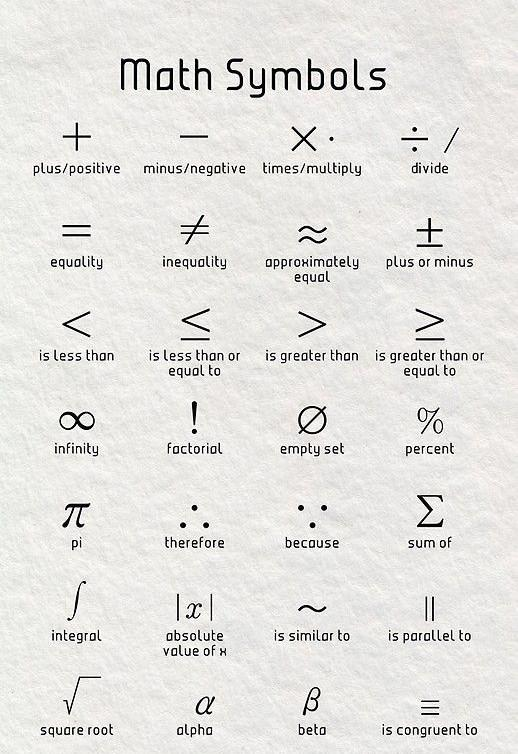 Math Symbols
+ − × · ÷ /
plus/positive minus/negative times/multiply divide
= ≠ ≈ ±
equality inequality approximately plus or minus
equal
< ≤ > ≥
is less than is less than or is greater than is greater than or
equal to equal to
∞ ! ∅ %
infinity factorial empty set percent
π ∴ ∵ Σ
pi therefore because sum of
∫ |x| ~ ||
integral absolute is similar to is parallel to
value of x
√ α β ≡
square root alpha beta is congruent to